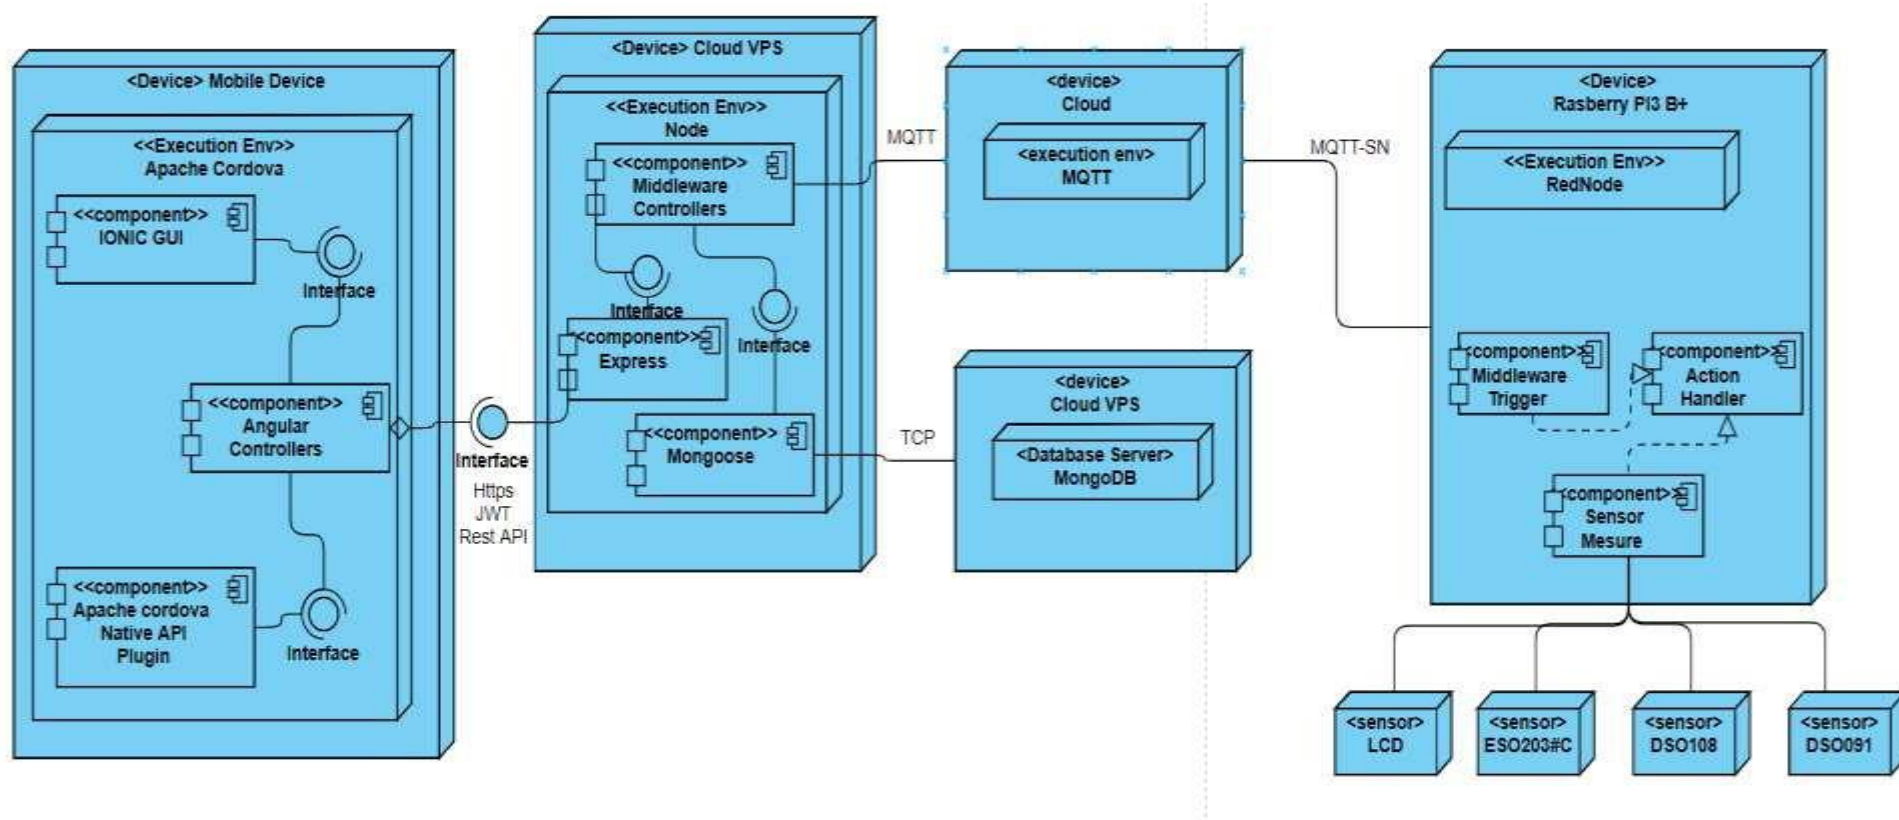 <Device> Mobile Device
<<Execution Env>>
Apache Cordova
<<component>>
IONIC GUI
Interface
<<component>>
Angular
Controllers
<<component>>
Apache cordova
Native API
Plugin
Interface
Interface
Https
JWT
Rest API
<Device> Cloud VPS
<<Execution Env>>
Node
<<component>>
Middleware
Controllers
Interface
Interface
<<component>>
Express
<<component>>
Mongoose
MQTT
TCP
<device>
Cloud
<execution env>
MQTT
<device>
Cloud VPS
<Database Server>
MongoDB
MQTT-SN
<Device>
Rasberry PI3 B+
<<Execution Env>>
RedNode
<component>>
Middleware
Trigger
<component>>
Action
Handler
<component>>
Sensor
Mesure
<sensor>
LCD
<sensor>
ESO203#C
<sensor>
DSO108
<sensor>
DSO091